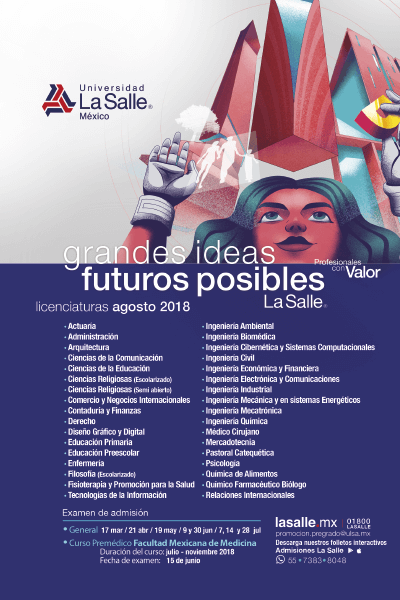 Universidad
La Salle®
México
grandes ideas
Profesionales
con Valor
futuros posibles
La Salle®
licenciaturas agosto 2018
· Actuaría
· Administración
· Arquitectura
· Ciencias de la Comunicación
· Ciencias de la Educación
· Ciencias Religiosas (Escolarizado)
· Ciencias Religiosas (Semi abierto)
· Comercio y Negocios Internacionales
· Contaduría y Finanzas
· Derecho
· Diseño Gráfico y Digital
· Educación Primaria
· Educación Preescolar
· Enfermería
· Filosofía (Escolarizado)
· Fisioterapia y Promoción para la Salud
· Tecnologías de la Información
· Ingeniería Ambiental
· Ingeniería Biomédica
· Ingeniería Cibernética y Sistemas Computacionales
· Ingeniería Civil
· Ingeniería Económica y Financiera
· Ingeniería Electrónica y Comunicaciones
· Ingeniería Industrial
· Ingeniería Mecánica y en sistemas Energéticos
· Ingeniería Mecatrónica
· Ingeniería Química
· Médico Cirujano
· Mercadotecnia
· Pastoral Catequética
· Psicología
· Química de Alimentos
· Químico Farmacéutico Biólogo
· Relaciones Internacionales
Examen de admisión
• General 17 mar / 21 abr / 19 may / 9 y 30 jun / 7, 14 y 28 jul
• Curso Premédico Facultad Mexicana de Medicina
Duración del curso: julio - noviembre 2018
Fecha de examen: 15 de junio
lasalle.mx 01800
LASALLE
promocion.pregrado@ulsa.mx
Descarga nuestros folletos interactivos
Admisiones La Salle
55•7383•8048